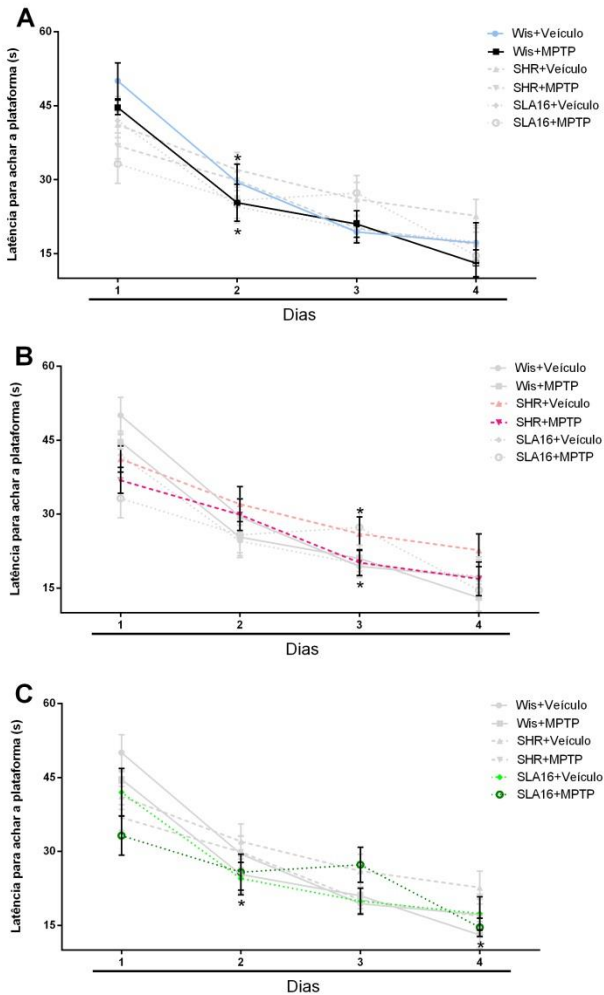 A
Latência para achar a plataforma (s)
60
45
30
15
*
*
1
2
3
4
Dias
Wis+Veículo
Wis+MPTP
SHR+Veículo
SHR+MPTP
SLA16+Veículo
SLA16+MPTP
B
Latência para achar a plataforma (s)
60
45
30
15
*
*
1
2
3
4
Dias
Wis+Veículo
Wis+MPTP
SHR+Veículo
SHR+MPTP
SLA16+Veículo
SLA16+MPTP
C
Latência para achar a plataforma (s)
60
45
30
15
*
*
1
2
3
4
Dias
Wis+Veículo
Wis+MPTP
SHR+Veículo
SHR+MPTP
SLA16+Veículo
SLA16+MPTP